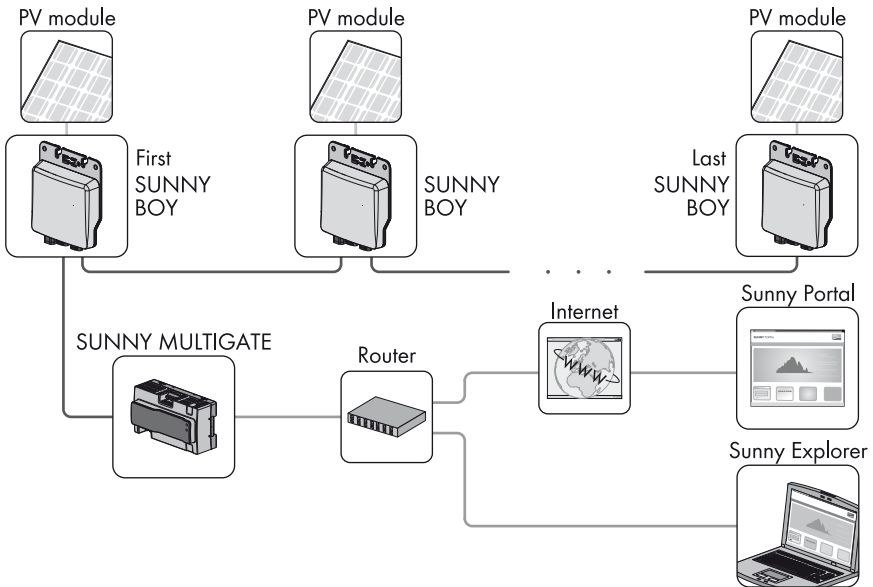 PV module
PV module
PV module
First
SUNNY
BOY
SUNNY
BOY
Last
SUNNY
BOY
SUNNY MULTIGATE
Router
Internet
WWW
Sunny Portal
Sunny Explorer